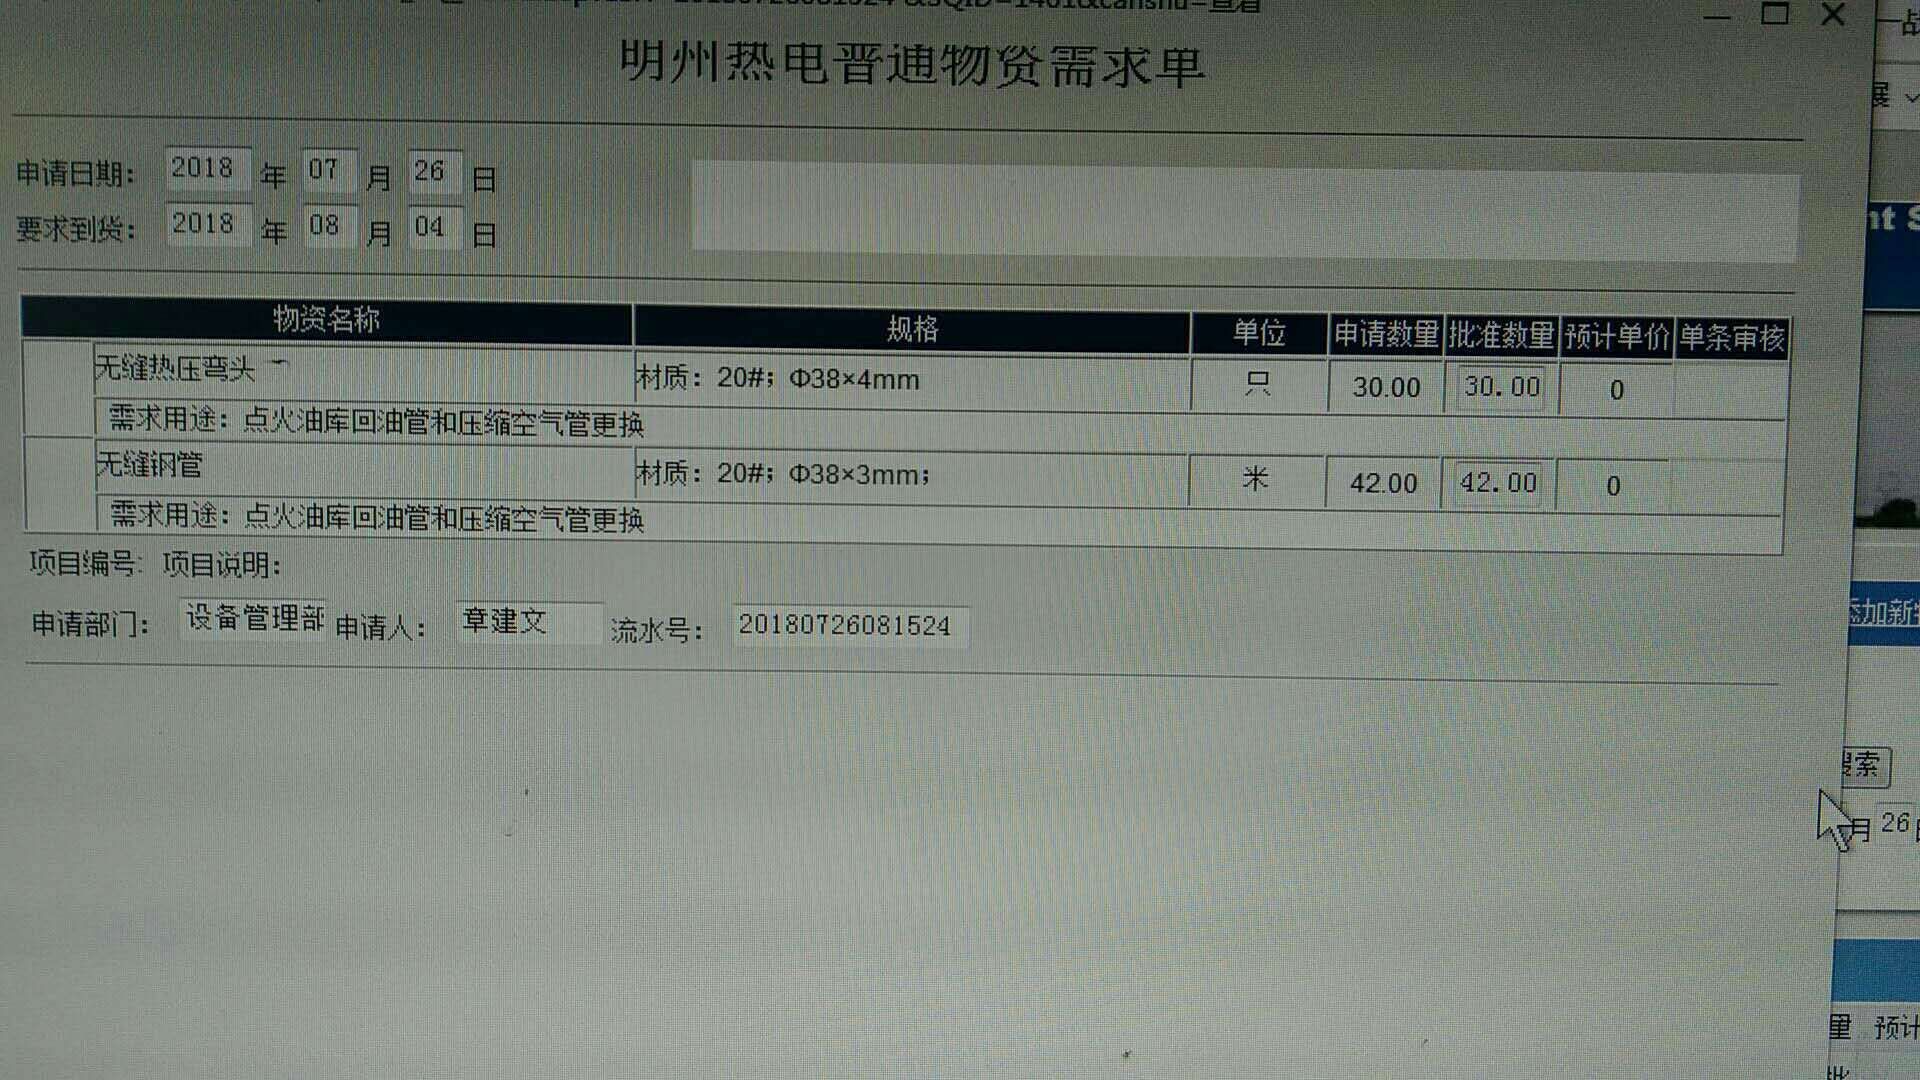 明州热电普通物资需求单
申请日期： 2018 年 07 月 26 日
要求到货： 2018 年 08 月 04 日
物资名称 规格 单位 申请数量 批准数量 预计单价 单条审核
无缝热压弯头 材质：20#；Φ38×4mm 只 30.00 30.00 0
需求用途：点火油库回油管和压缩空气管更换
无缝钢管 材质：20#；Φ38×3mm； 米 42.00 42.00 0
需求用途：点火油库回油管和压缩空气管更换
项目编号: 项目说明:
申请部门： 设备管理部 申请人： 章建文 流水号： 20180726081524
展
添加新
搜索
月 26
量 预计